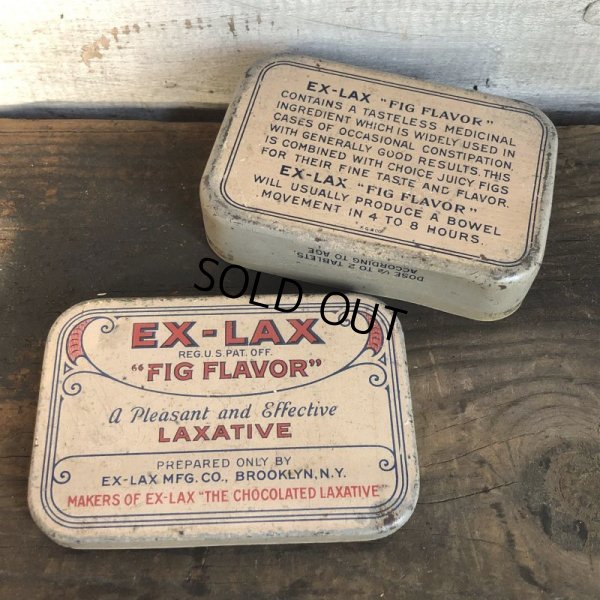 EX-LAX "FIG FLAVOR"
CONTAINS A TASTELESS MEDICINAL
INGREDIENT WHICH IS WIDELY USED IN
CASES OF OCCASIONAL CONSTIPATION
WITH GENERALLY GOOD RESULTS. THIS
IS COMBINED WITH CHOICE JUICY FIGS
FOR THEIR FINE TASTE AND FLAVOR.
EX-LAX "FIG FLAVOR"
WILL USUALLY PRODUCE A BOWEL
MOVEMENT IN 4 TO 8 HOURS.
DOSE ½ TO 2 TABLETS,
ACCORDING TO AGE
SOLD OUT
EX-LAX
REG. U.S. PAT. OFF.
"FIG FLAVOR"
A Pleasant and Effective
LAXATIVE
PREPARED ONLY BY
EX-LAX MFG. CO., BROOKLYN, N.Y.
MAKERS OF EX-LAX "THE CHOCOLATED LAXATIVE"